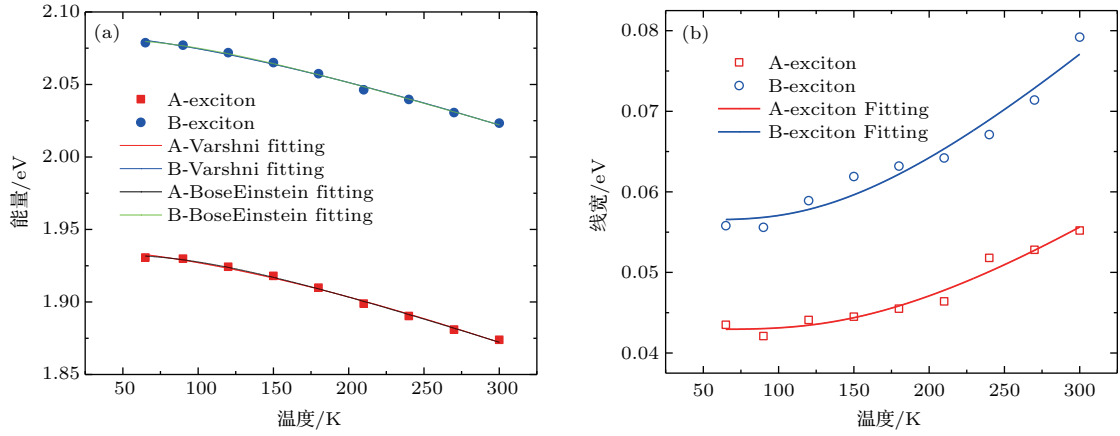 (a)
2.10
2.05
2.00
1.95
1.90
1.85
能量/eV
A-exciton
B-exciton
A-Varshni fitting
B-Varshni fitting
A-BoseEinstein fitting
B-BoseEinstein fitting
50 100 150 200 250 300
温度/K
(b)
0.08
0.07
0.06
0.05
0.04
线宽/eV
A-exciton
B-exciton
A-exciton Fitting
B-exciton Fitting
50 100 150 200 250 300
温度/K